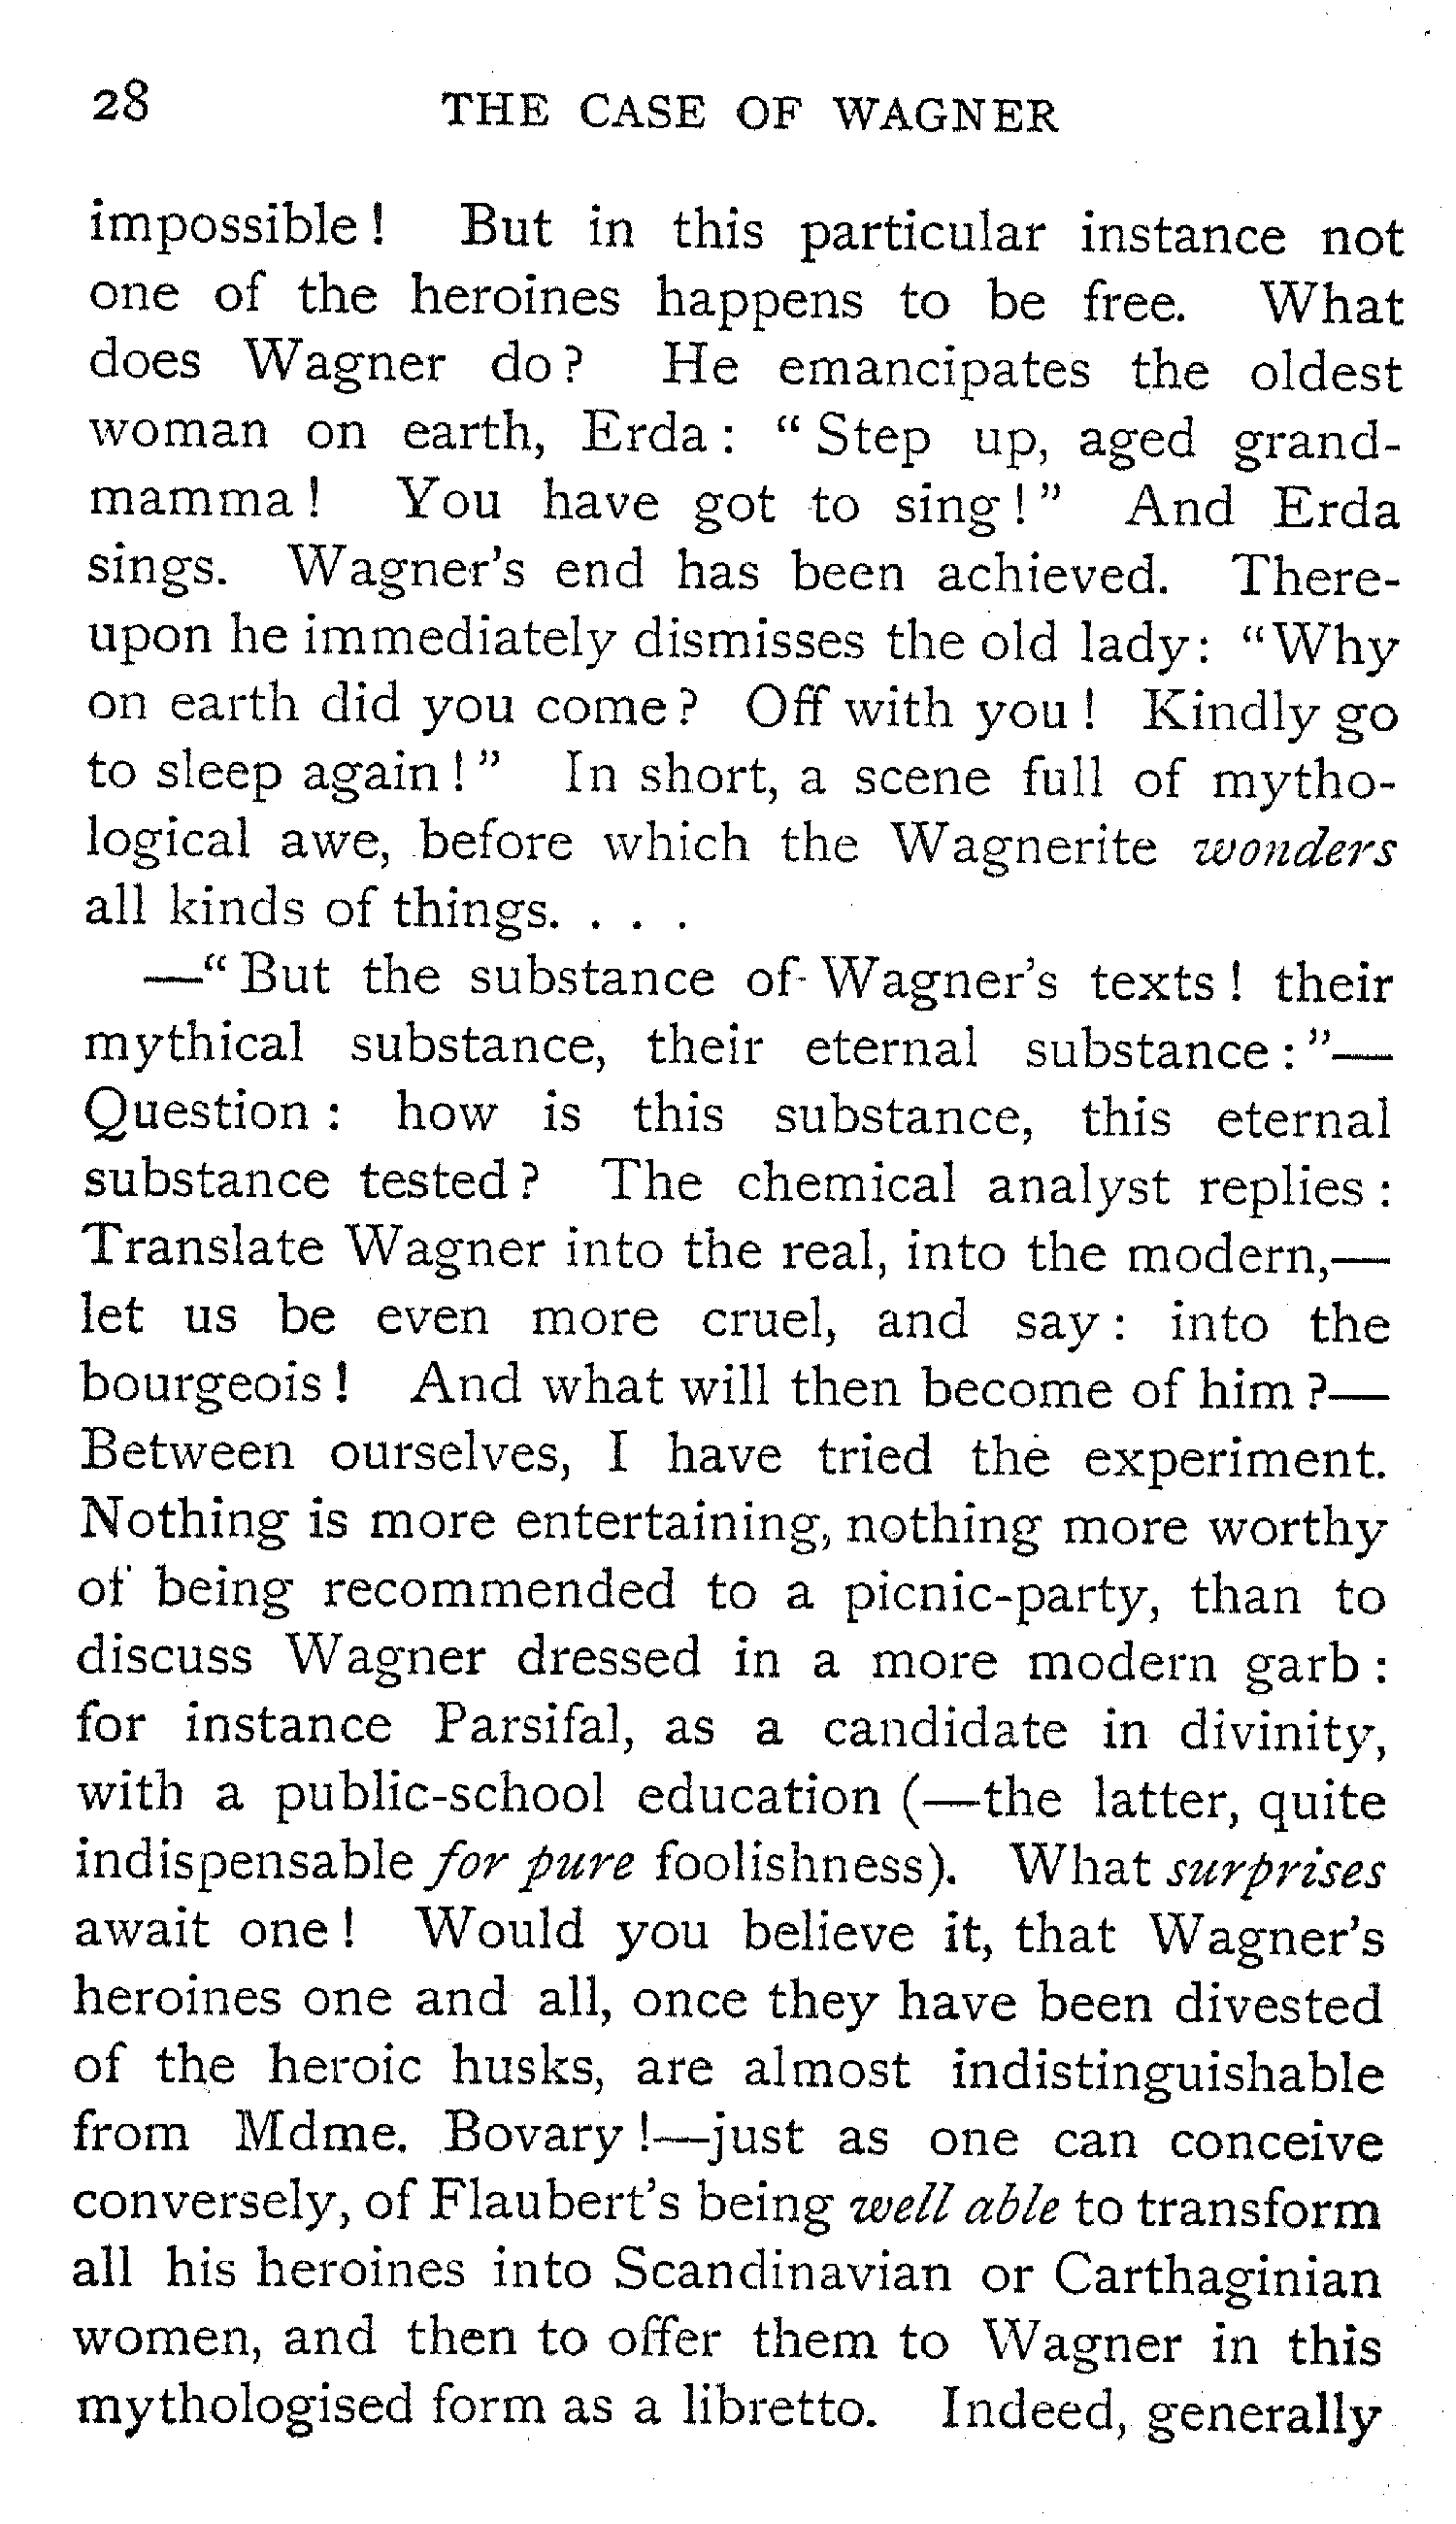 28 THE CASE OF WAGNER
impossible! But in this particular instance not
one of the heroines happens to be free. What
does Wagner do? He emancipates the oldest
woman on earth, Erda: “Step up, aged grand-
mamma! You have got to sing!” And Erda
sings. Wagner's end has been achieved. There-
upon he immediately dismisses the old lady: “Why
on earth did you come? Off with you! Kindly go
to sleep again!” In short, a scene full of mytho-
logical awe, before which the Wagnerite wonders
all kinds of things. . . .
—“But the substance of Wagner's texts! their
mythical substance, their eternal substance:”—
Question: how is this substance, this eternal
substance tested? The chemical analyst replies:
Translate Wagner into the real, into the modern,—
let us be even more cruel, and say: into the
bourgeois! And what will then become of him?—
Between ourselves, I have tried the experiment.
Nothing is more entertaining, nothing more worthy
of being recommended to a picnic-party, than to
discuss Wagner dressed in a more modern garb:
for instance Parsifal, as a candidate in divinity,
with a public-school education (—the latter, quite
indispensable for pure foolishness). What surprises
await one! Would you believe it, that Wagner's
heroines one and all, once they have been divested
of the heroic husks, are almost indistinguishable
from Mdme. Bovary!—just as one can conceive
conversely, of Flaubert's being well able to transform
all his heroines into Scandinavian or Carthaginian
women, and then to offer them to Wagner in this
mythologised form as a libretto. Indeed, generally